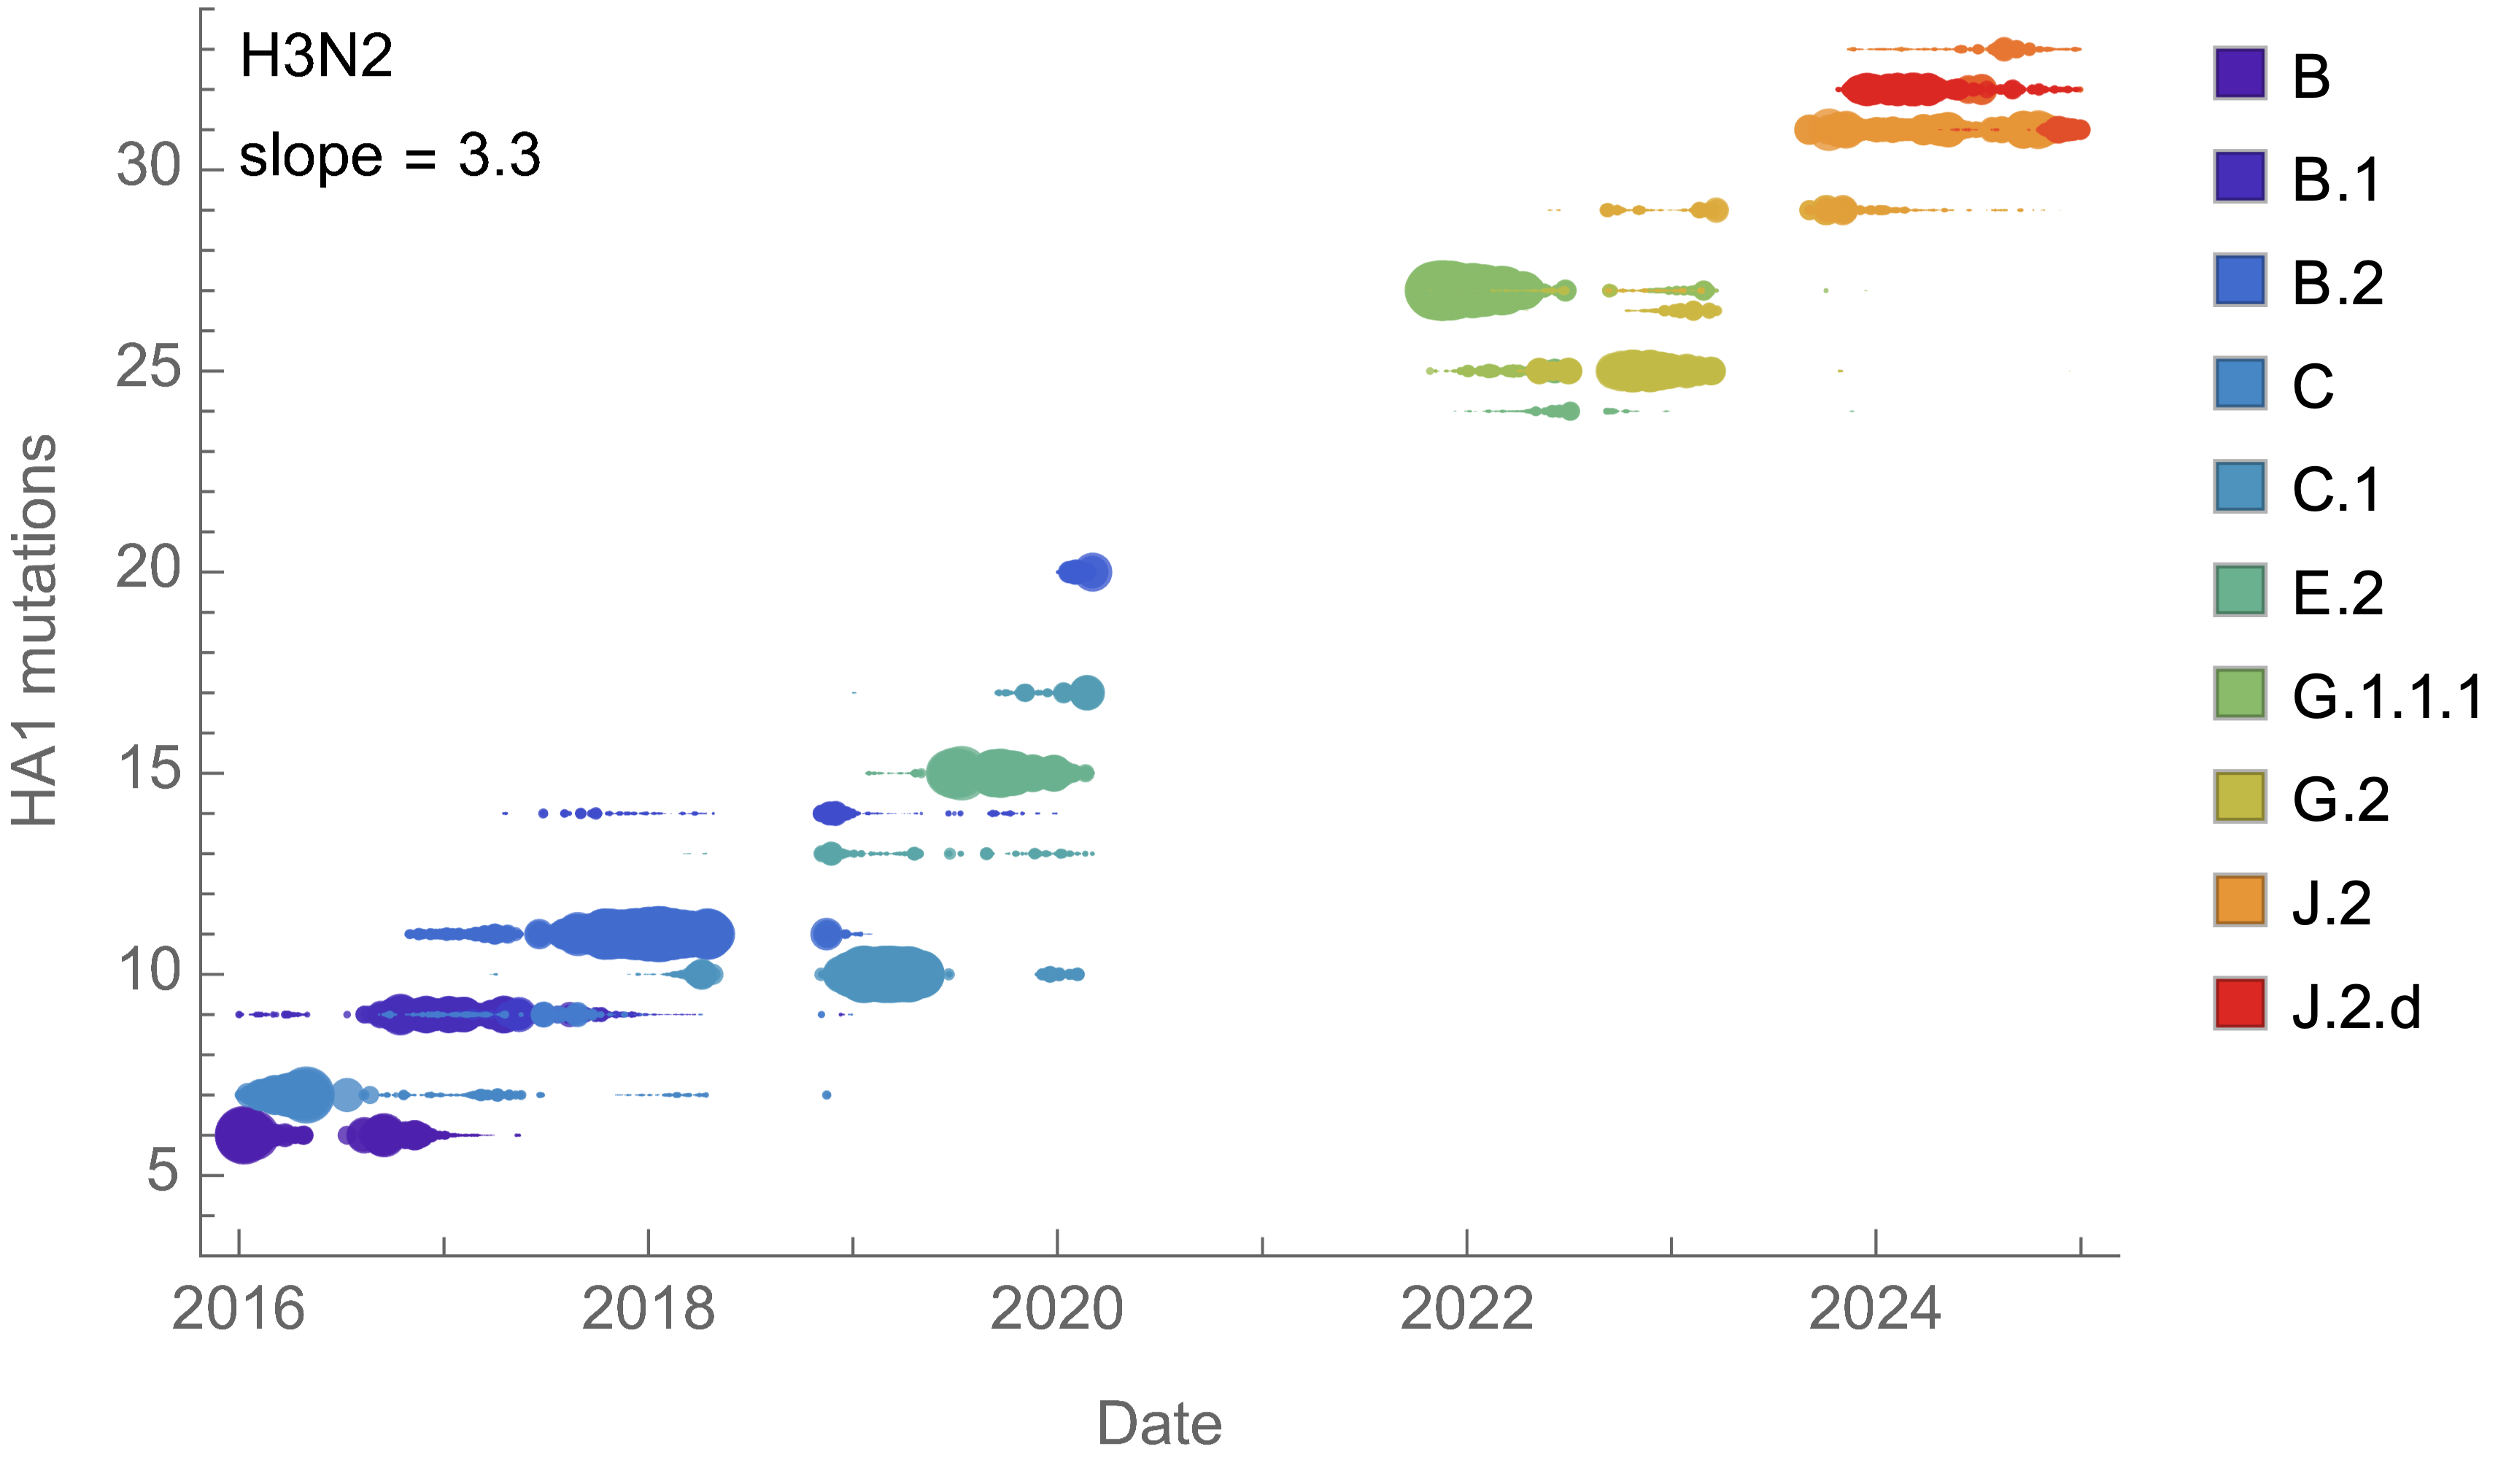 H3N2
slope = 3.3
HA1 mutations
30
25
20
15
10
5
2016 2018 2020 2022 2024
Date
B
B.1
B.2
C
C.1
E.2
G.1.1.1
G.2
J.2
J.2.d